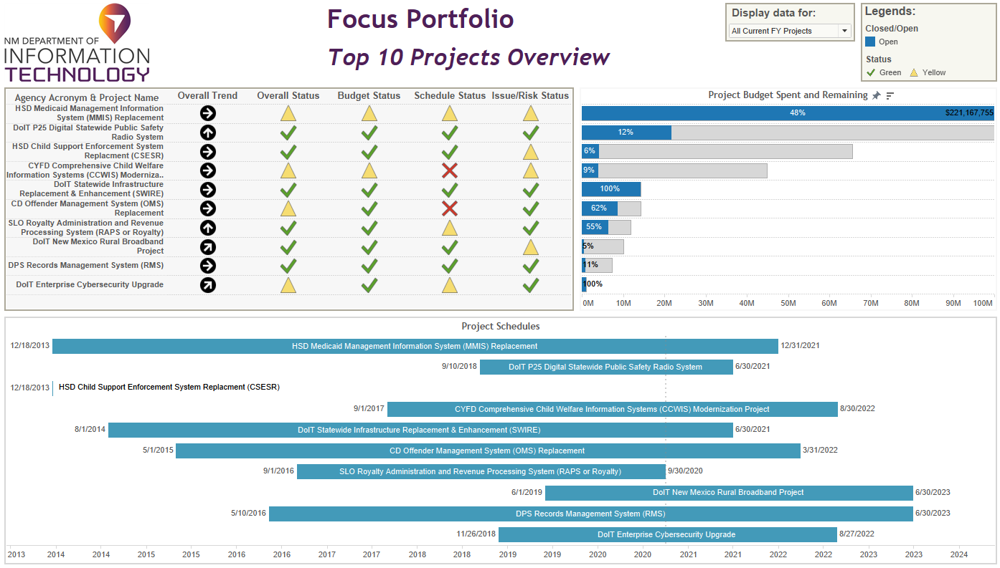 NM DEPARTMENT OF
INFORMATION
TECHNOLOGY
Focus Portfolio
Top 10 Projects Overview
Display data for:
All Current FY Projects
Legends:
Closed/Open
Open
Status
Green Yellow
Agency Acronym & Project Name Overall Trend Overall Status Budget Status Schedule Status Issue/Risk Status
HSD Medicaid Management Information
System (MMIS) Replacement
DoIT P25 Digital Statewide Public Safety
Radio System
HSD Child Support Enforcement System
Replacment (CSESR)
CYFD Comprehensive Child Welfare
Information Systems (CCWIS) Moderniza..
DoIT Statewide Infrastructure
Replacement & Enhancement (SWIRE)
CD Offender Management System (OMS)
Replacement
SLO Royalty Administration and Revenue
Processing System (RAPS or Royalty)
DoIT New Mexico Rural Broadband
Project
DPS Records Management System (RMS)
DoIT Enterprise Cybersecurity Upgrade
Project Budget Spent and Remaining
48% $221,167,755
12%
6%
9%
100%
62%
55%
5%
11%
100%
0M 10M 20M 30M 40M 50M 60M 70M 80M 90M 100M
Project Schedules
12/18/2013 HSD Medicaid Management Information System (MMIS) Replacement 12/31/2021
9/10/2018 DoIT P25 Digital Statewide Public Safety Radio System 6/30/2021
12/18/2013 HSD Child Support Enforcement System Replacment (CSESR)
9/1/2017 CYFD Comprehensive Child Welfare Information Systems (CCWIS) Modernization Project 8/30/2022
8/1/2014 DoIT Statewide Infrastructure Replacement & Enhancement (SWIRE) 6/30/2021
5/1/2015 CD Offender Management System (OMS) Replacement 3/31/2022
9/1/2016 SLO Royalty Administration and Revenue Processing System (RAPS or Royalty) 9/30/2020
6/1/2019 DoIT New Mexico Rural Broadband Project 6/30/2023
5/10/2016 DPS Records Management System (RMS) 6/30/2023
11/26/2018 DoIT Enterprise Cybersecurity Upgrade 8/27/2022
2013 2014 2014 2015 2015 2016 2016 2017 2017 2018 2018 2019 2019 2020 2020 2021 2021 2022 2022 2023 2023 2024